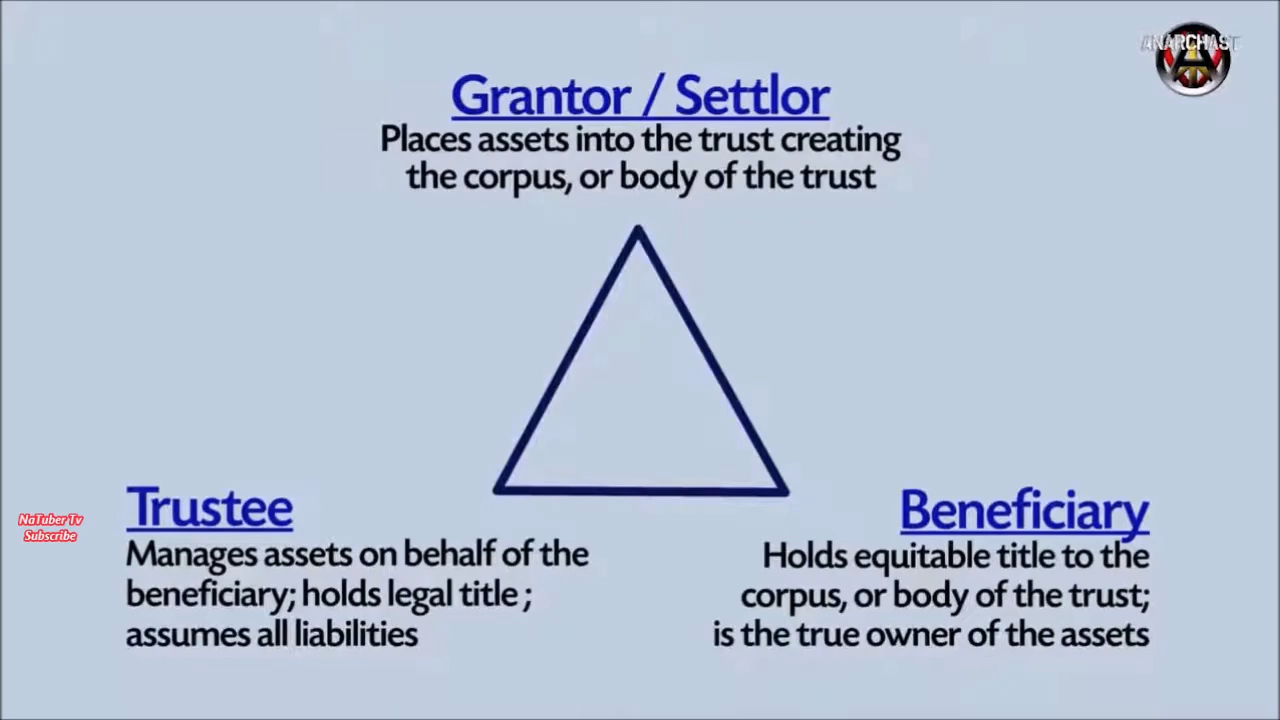 ANARCHAST
Grantor / Settlor
Places assets into the trust creating
the corpus, or body of the trust
Trustee
Manages assets on behalf of the
beneficiary; holds legal title ;
assumes all liabilities
Beneficiary
Holds equitable title to the
corpus, or body of the trust;
is the true owner of the assets
NaTuber Tv
Subscribe